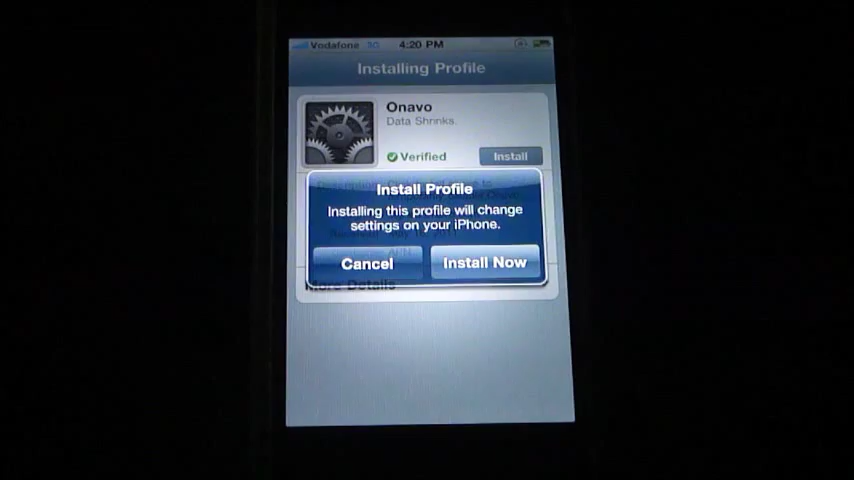 Vodafone 3G 4:20 PM
Installing Profile
Onavo
Data Shrinks.
Verified Install
Install Profile
Installing this profile will change
settings on your iPhone.
Cancel Install Now
More Details